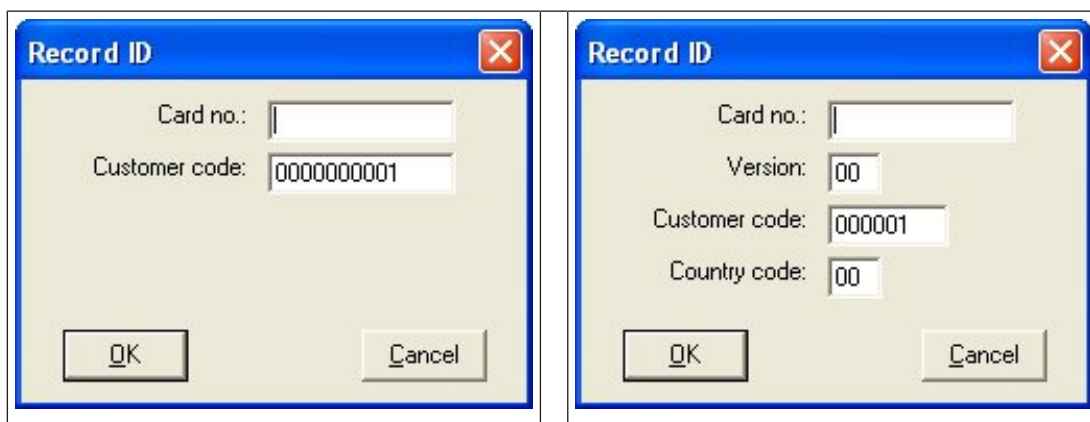 Record ID
Card no.:
Customer code: 0000000001
OK Cancel
Record ID
Card no.:
Version: 00
Customer code: 000001
Country code: 00
OK Cancel